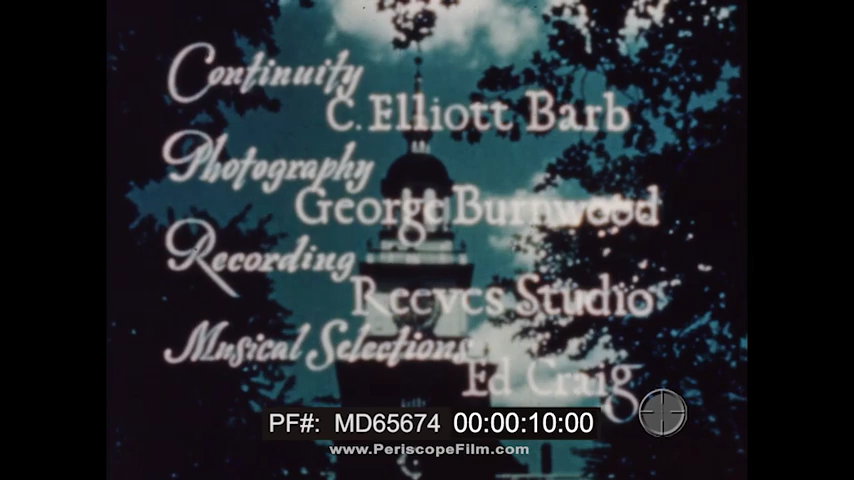 Continuity
C. Elliott Barb
Photography
George Burnwood
Recording
Reeves Studio
Musical Selections
Ed Craig
PF#: MD65674 00:00:10:00
www.PeriscopeFilm.com